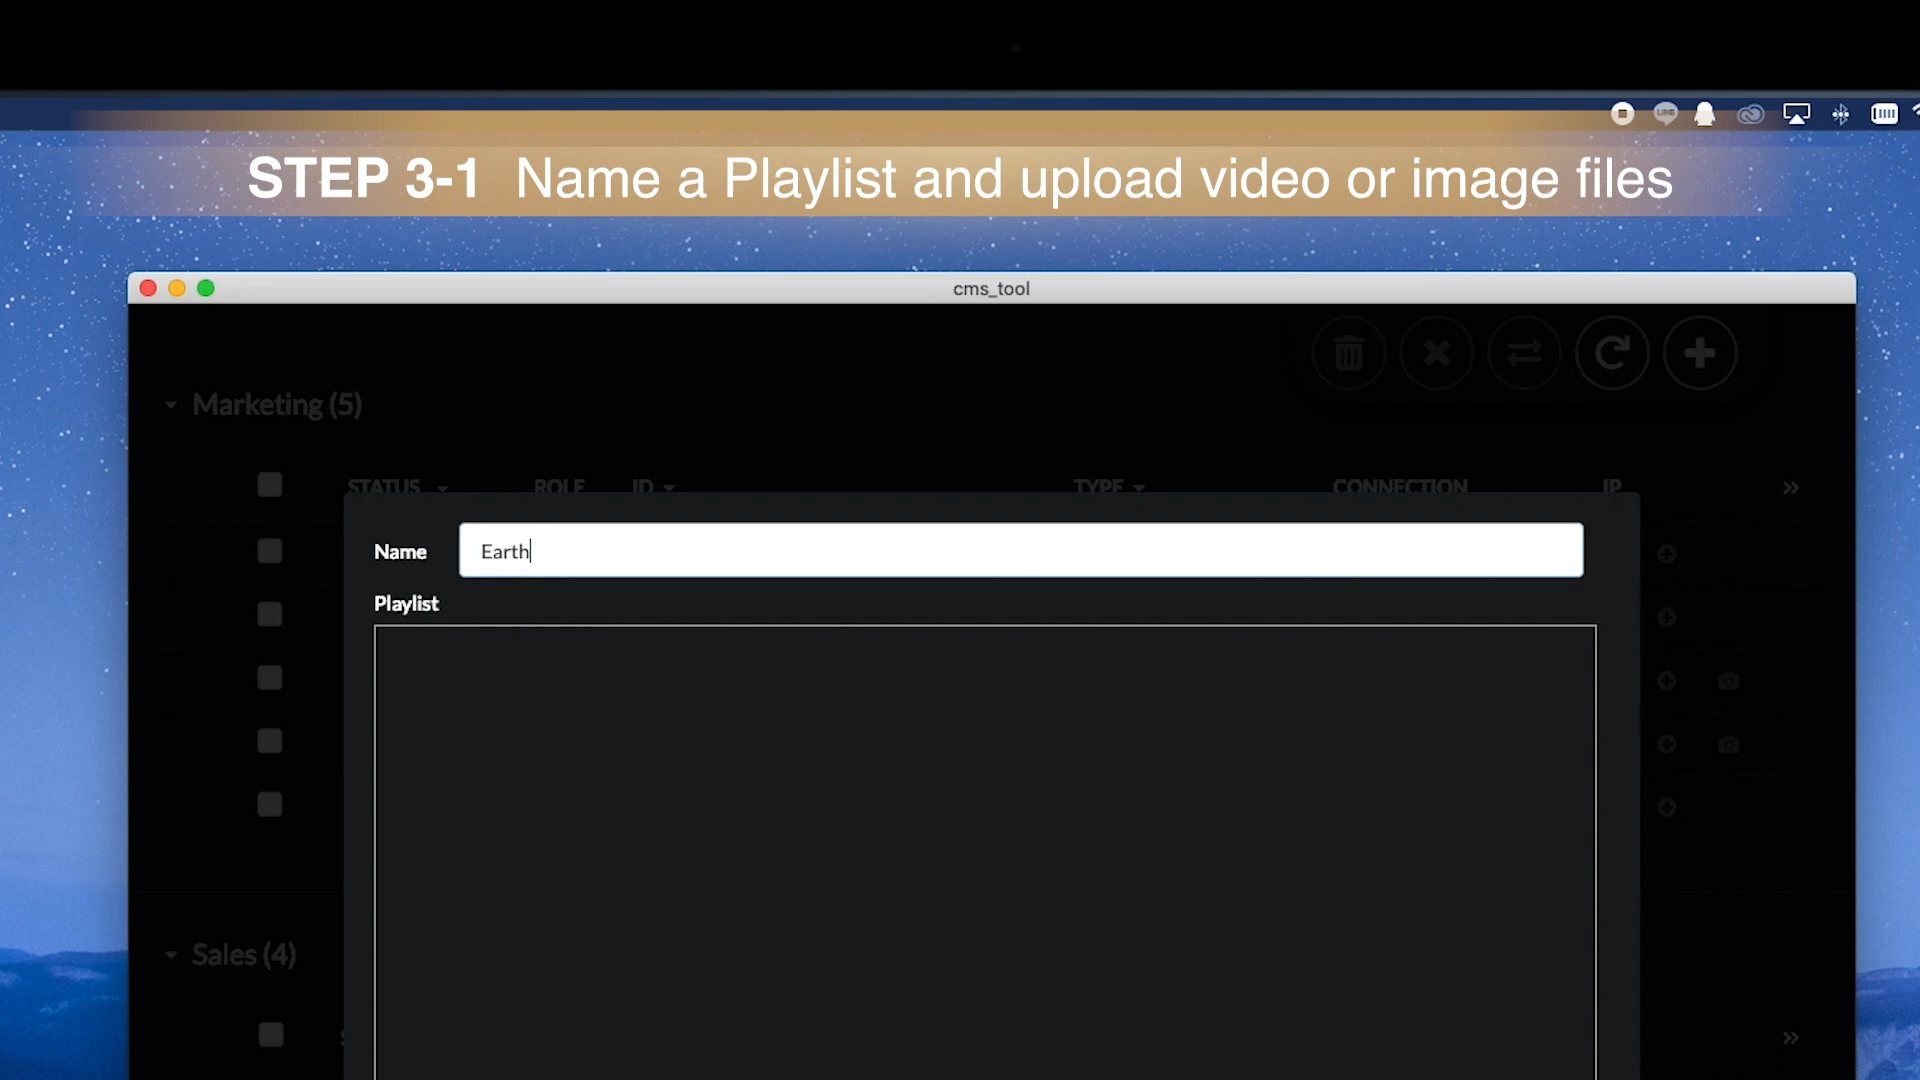 LINE
STEP 3-1 Name a Playlist and upload video or image files
cms_tool
Marketing (5)
STATUS ROLE ID TYPE CONNECTION IP
Name Earth
Playlist
Sales (4)